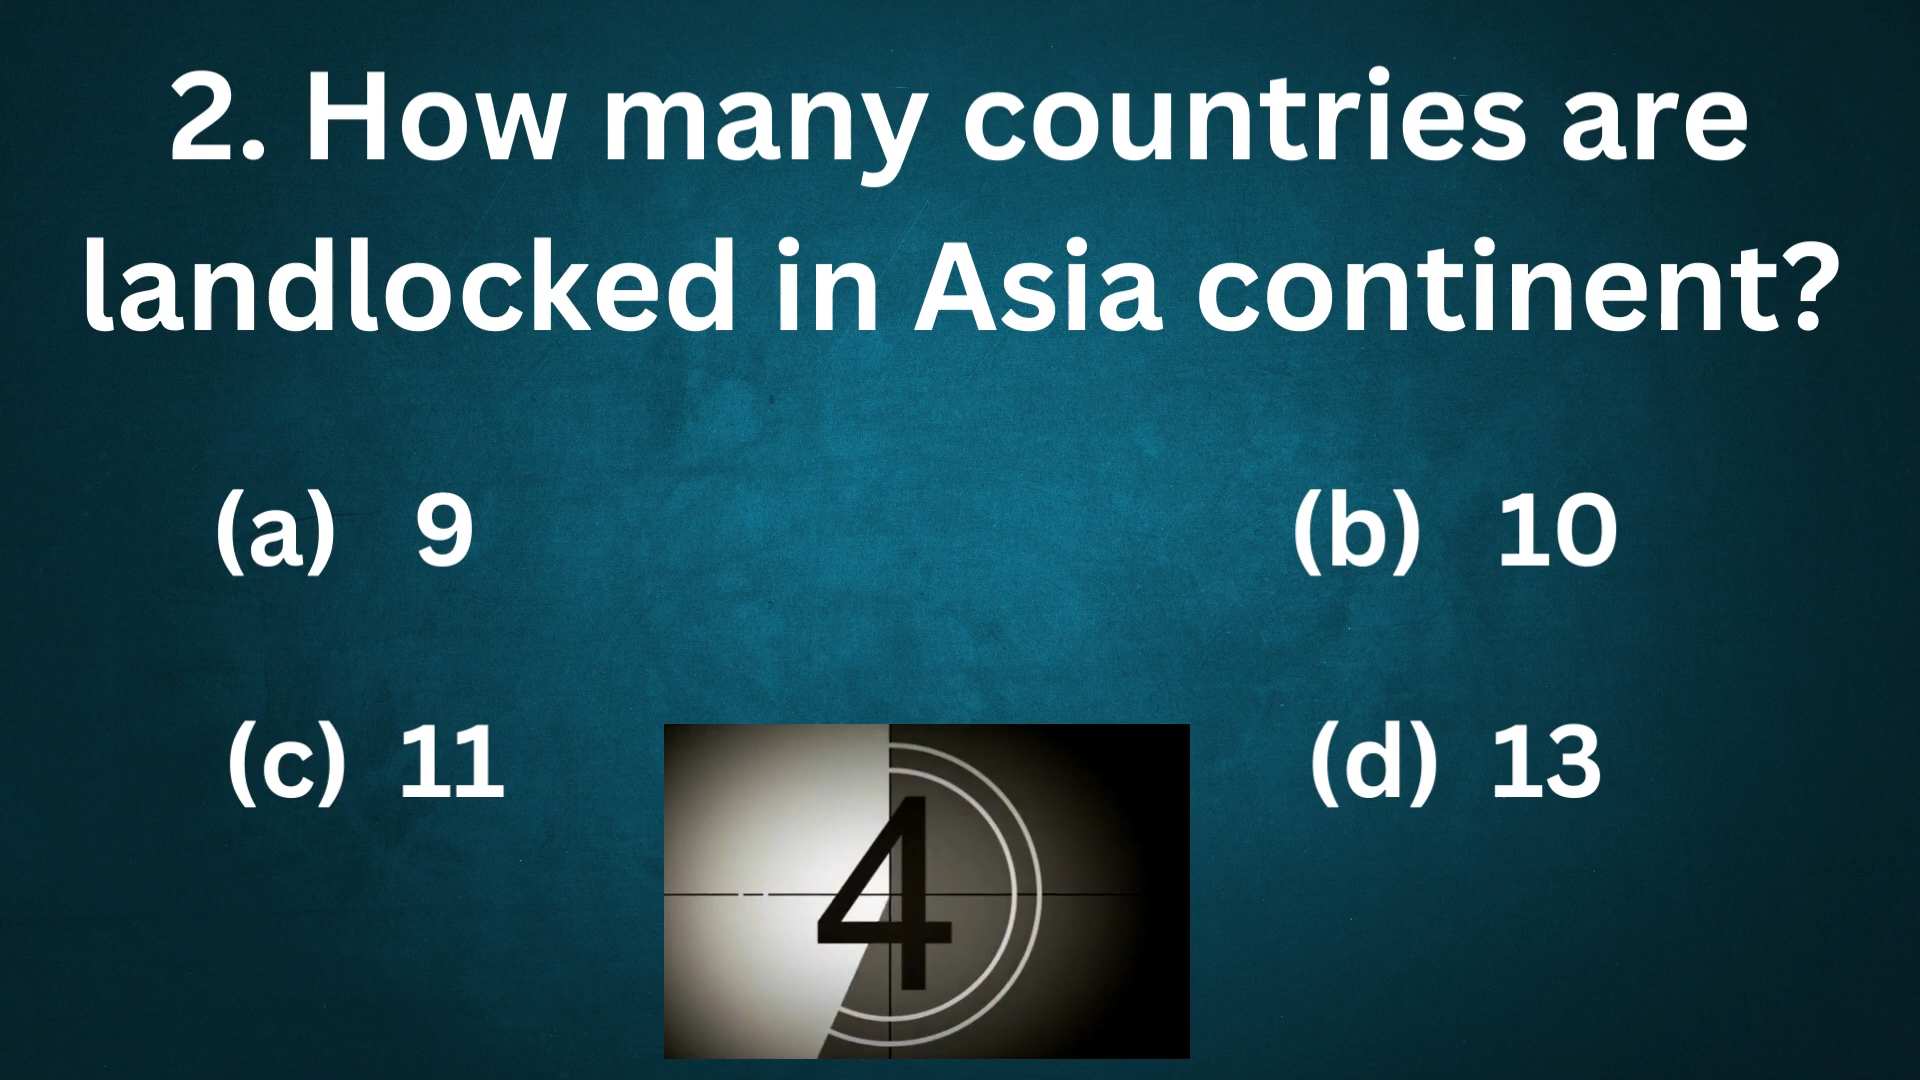 2. How many countries are
landlocked in Asia continent?
(a) 9
(b) 10
(c) 11
(d) 13
4